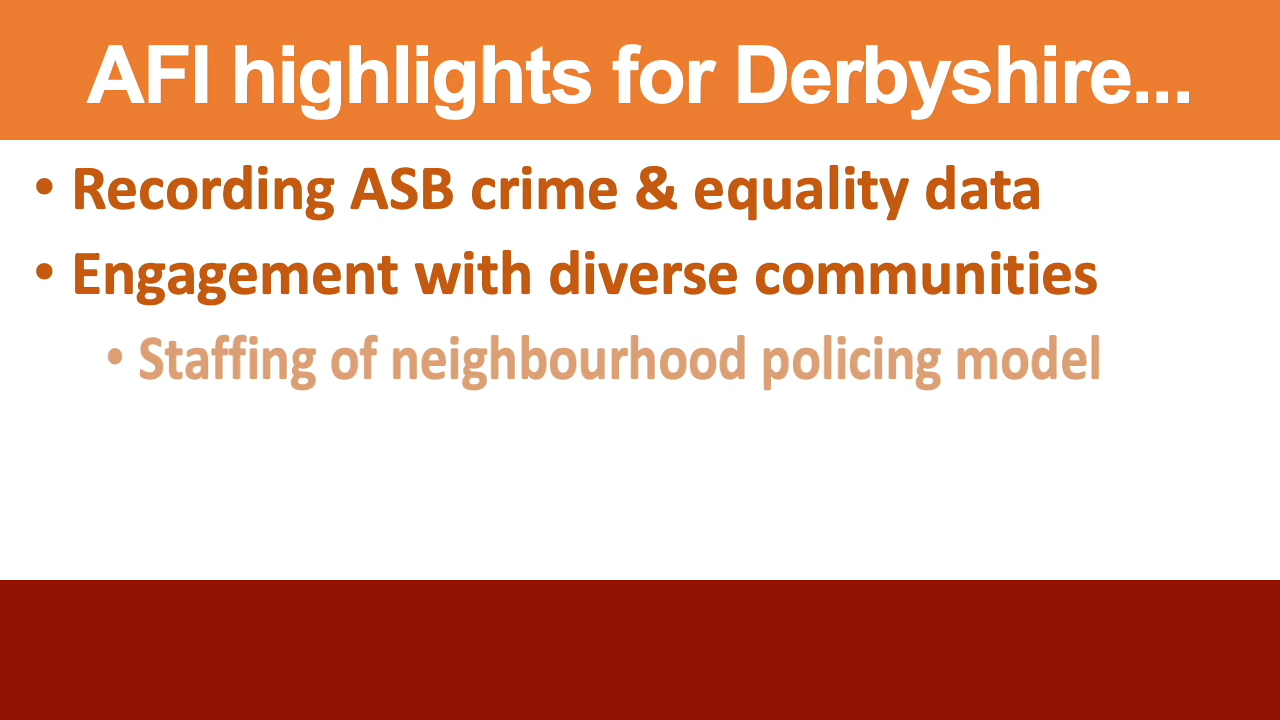 AFI highlights for Derbyshire...
• Recording ASB crime & equality data
• Engagement with diverse communities
• Staffing of neighbourhood policing model